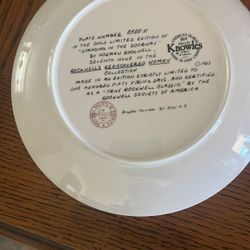 PLATE NUMBER 8588 I
IN THE ONLY LIMITED EDITION OF
"STANDING IN THE DOORWAY"
BY NORMAN ROCKWELL,
SEVENTH ISSUE IN THE
ROCKWELL'S REDISCOVERED WOMEN
COLLECTION
MADE IN AN EDITION STRICTLY LIMITED TO
ONE HUNDRED FIFTY FIRING DAYS, AND CERTIFIED
AS A "TRUE ROCKWELL CLASSIC" BY
ROCKWELL SOCIETY OF AMERICA
Knowles